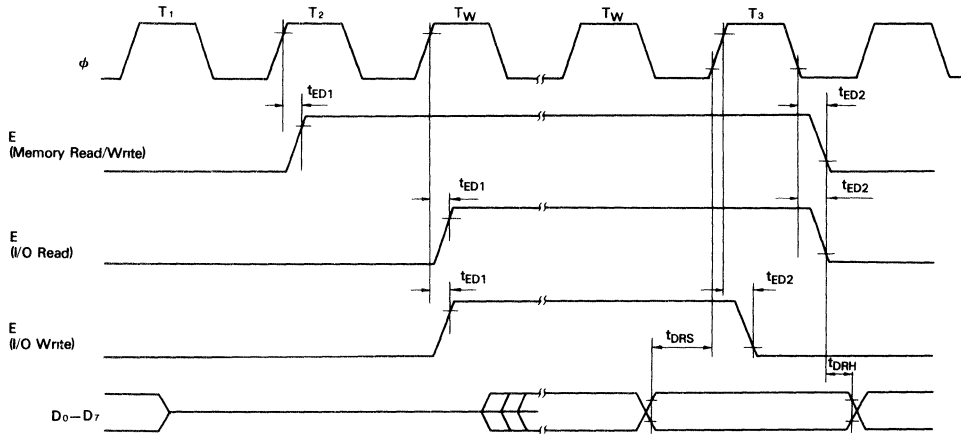 T1 T2 TW TW T3
φ
tED1 tED2
E
(Memory Read/Write)
tED1 tED2
E
(I/O Read)
tED1 tED2
E
(I/O Write)
tDRS
tDRH
D0—D7